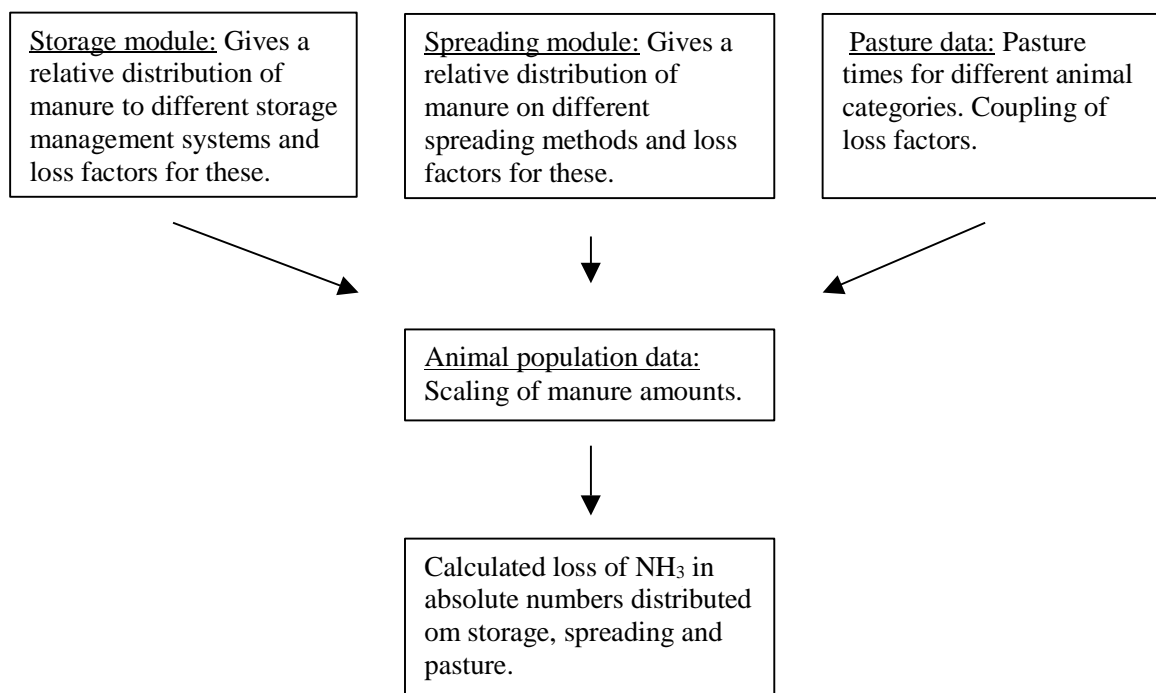 Storage module: Gives a
relative distribution of
manure to different storage
management systems and
loss factors for these.
Spreading module: Gives a
relative distribution of
manure on different
spreading methods and loss
factors for these.
Pasture data: Pasture
times for different animal
categories. Coupling of
loss factors.
Animal population data:
Scaling of manure amounts.
Calculated loss of NH₃ in
absolute numbers distributed
om storage, spreading and
pasture.